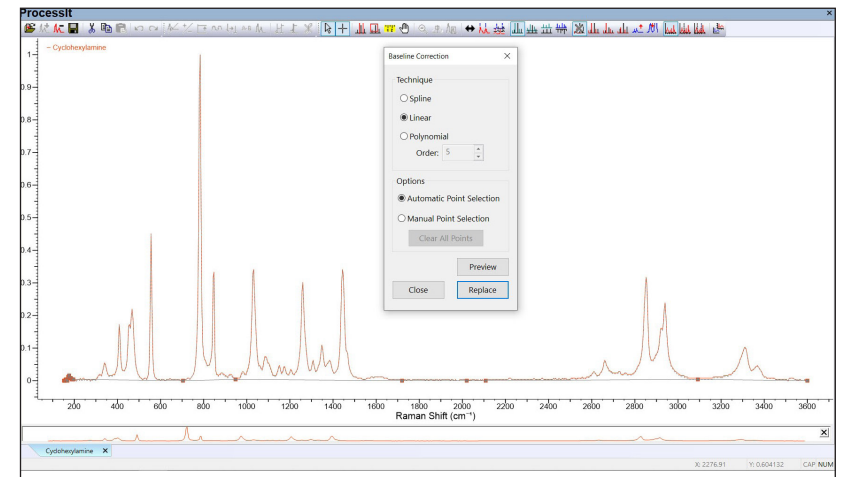 ProcessIt
×
– Cyclohexylamine
1
0.9
0.8
0.7
0.6
0.5
0.4
0.3
0.2
0.1
0
200 400 600 800 1000 1200 1400 1600 1800 2000 2200 2400 2600 2800 3000 3200 3400 3600
Raman Shift (cm⁻¹)
Baseline Correction ×
Technique
Spline
Linear
Polynomial
Order: 5
Options
Automatic Point Selection
Manual Point Selection
Clear All Points
Preview
Close Replace
Cyclohexylamine X
X: 2276.91 Y: 0.604132 CAP NUM